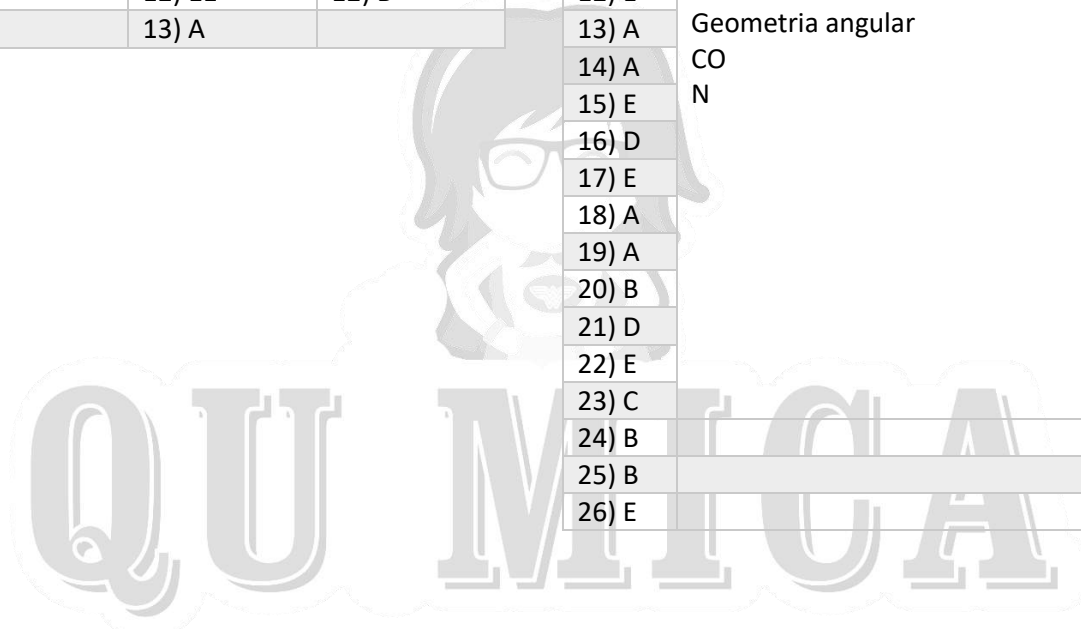 13) A
13) A
Geometria angular
14) A
CO
15) E
N
16) D
17) E
18) A
19) A
20) B
21) D
22) E
23) C
24) B
25) B
26) E
QU MICA